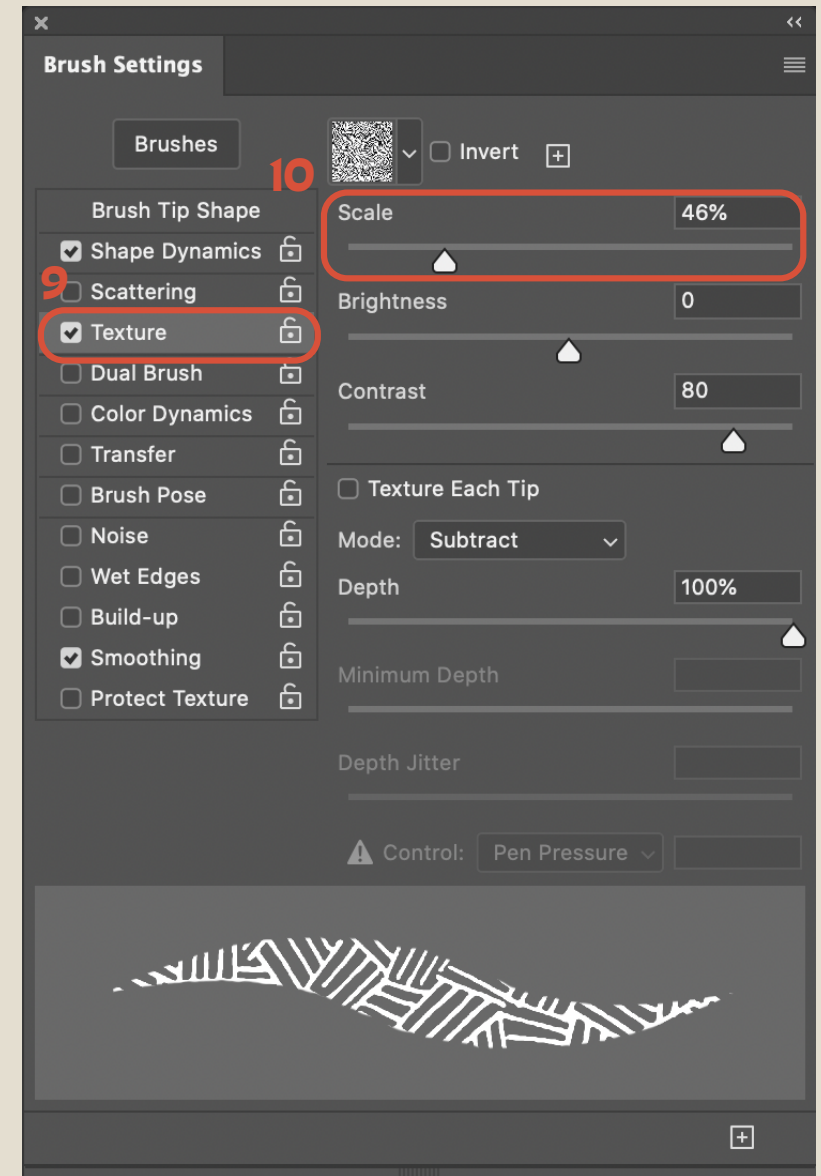 Brush Settings
Brushes
Invert
10
Brush Tip Shape
Shape Dynamics
9
Scattering
Texture
Dual Brush
Color Dynamics
Transfer
Brush Pose
Noise
Wet Edges
Build-up
Smoothing
Protect Texture
Scale 46%
Brightness 0
Contrast 80
Texture Each Tip
Mode: Subtract
Depth 100%
Minimum Depth
Depth Jitter
Control: Pen Pressure